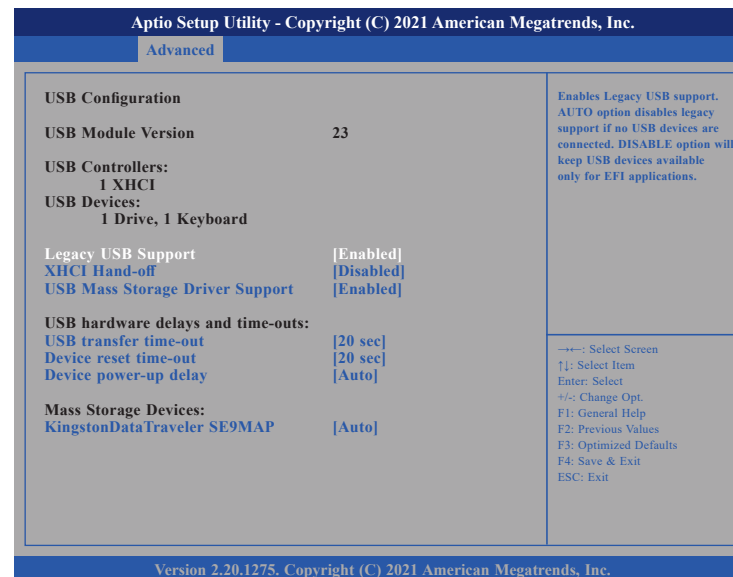 Aptio Setup Utility - Copyright (C) 2021 American Megatrends, Inc.
Advanced
USB Configuration
USB Module Version 23
USB Controllers:
1 XHCI
USB Devices:
1 Drive, 1 Keyboard
Legacy USB Support [Enabled]
XHCI Hand-off [Disabled]
USB Mass Storage Driver Support [Enabled]
USB hardware delays and time-outs:
USB transfer time-out [20 sec]
Device reset time-out [20 sec]
Device power-up delay [Auto]
Mass Storage Devices:
KingstonDataTraveler SE9MAP [Auto]
Enables Legacy USB support.
AUTO option disables legacy
support if no USB devices are
connected. DISABLE option will
keep USB devices available
only for EFI applications.
→←: Select Screen
↑↓: Select Item
Enter: Select
+/-: Change Opt.
F1: General Help
F2: Previous Values
F3: Optimized Defaults
F4: Save & Exit
ESC: Exit
Version 2.20.1275. Copyright (C) 2021 American Megatrends, Inc.